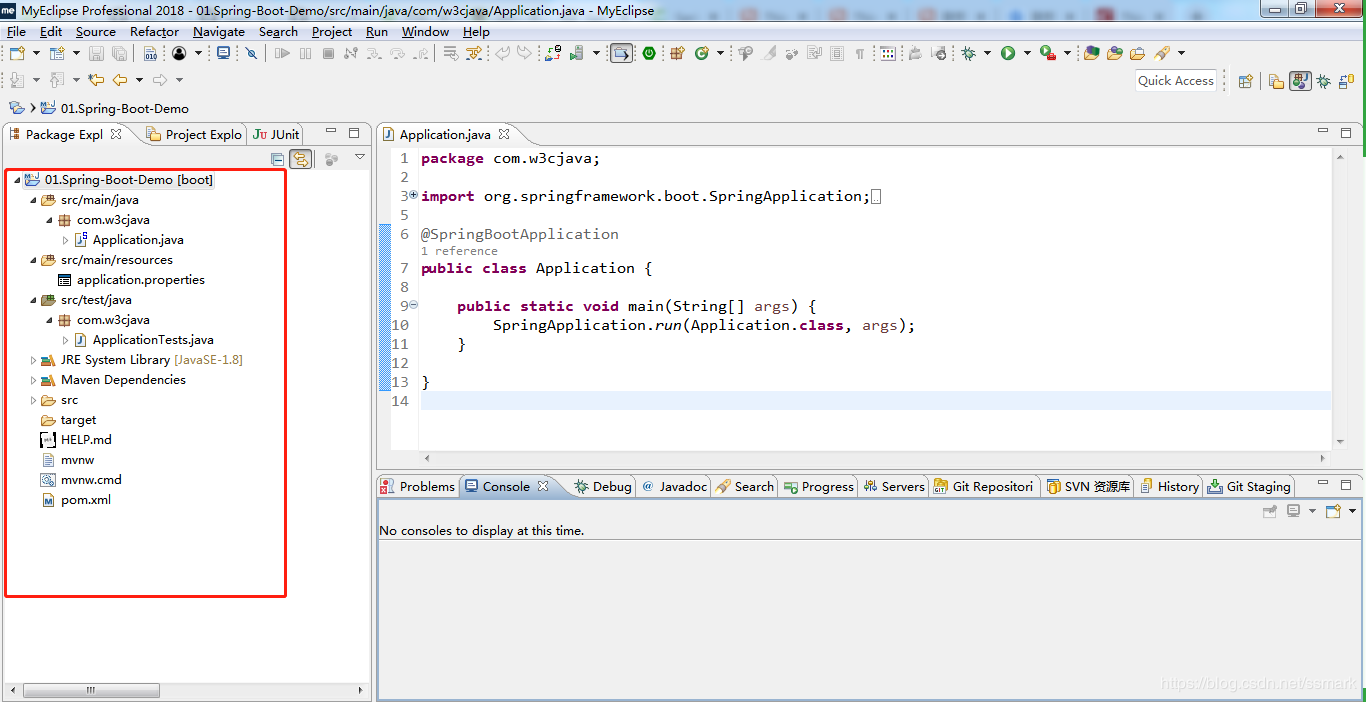 MyEclipse Professional 2018 - 01.Spring-Boot-Demo/src/main/java/com/w3cjava/Application.java - MyEclipse
File Edit Source Refactor Navigate Search Project Run Window Help
Quick Access
01.Spring-Boot-Demo
Package Expl Project Explo JUnit
01.Spring-Boot-Demo [boot]
src/main/java
com.w3cjava
Application.java
src/main/resources
application.properties
src/test/java
com.w3cjava
ApplicationTests.java
JRE System Library [JavaSE-1.8]
Maven Dependencies
src
target
HELP.md
mvnw
mvnw.cmd
pom.xml
Application.java
1 package com.w3cjava;
2
3 import org.springframework.boot.SpringApplication;
5
6 @SpringBootApplication
1 reference
7 public class Application {
8
9 public static void main(String[] args) {
10 SpringApplication.run(Application.class, args);
11 }
12
13 }
14
Problems Console Debug Javadoc Search Progress Servers Git Repositori SVN 资源库 History Git Staging
No consoles to display at this time.
https://blog.csdn.net/ssmark